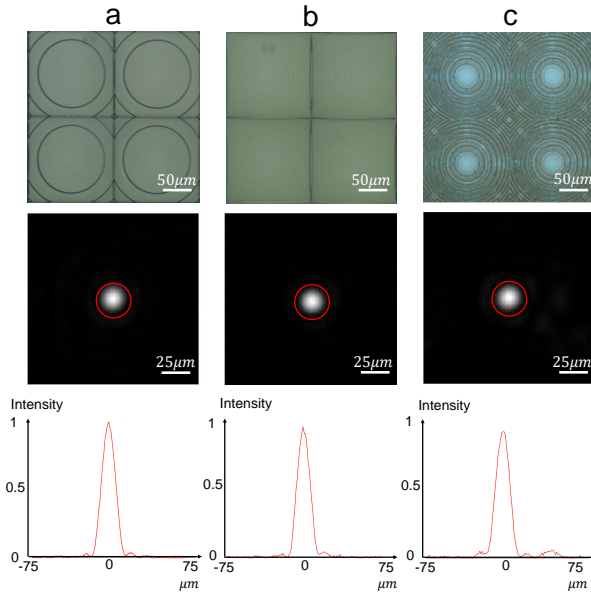 a b c
50μm 50μm 50μm
25μm 25μm 25μm
Intensity Intensity Intensity
1 1 1
0.5 0.5 0.5
0 0 0
-75 0 75 -75 0 75 -75 0 75
μm μm μm